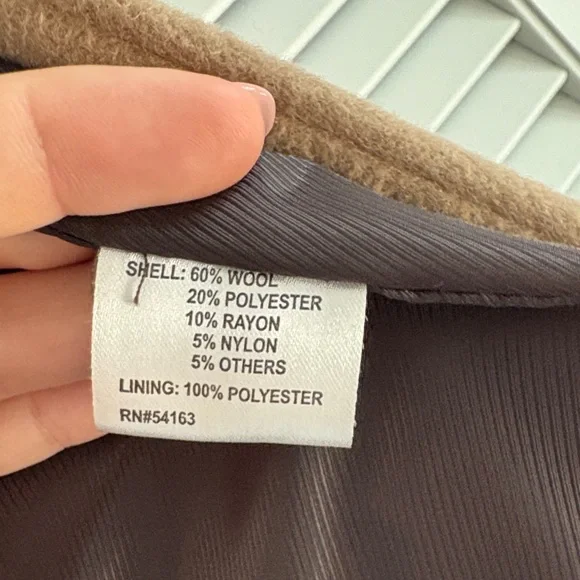 SHELL: 60% WOOL
20% POLYESTER
10% RAYON
5% NYLON
5% OTHERS
LINING: 100% POLYESTER
RN#54163